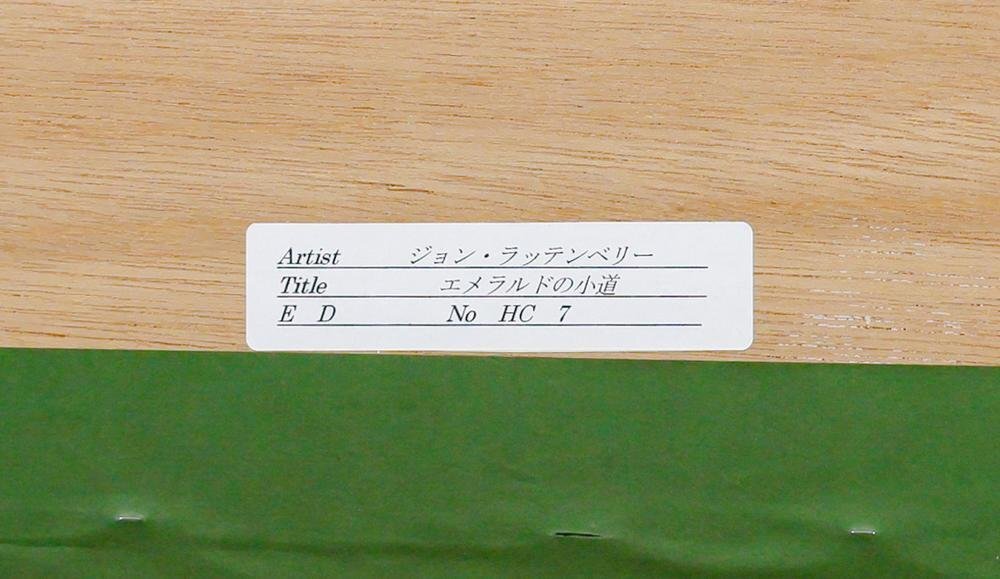 Artist ジョン・ラッテンベリー
Title エメラルドの小道
E D No HC 7